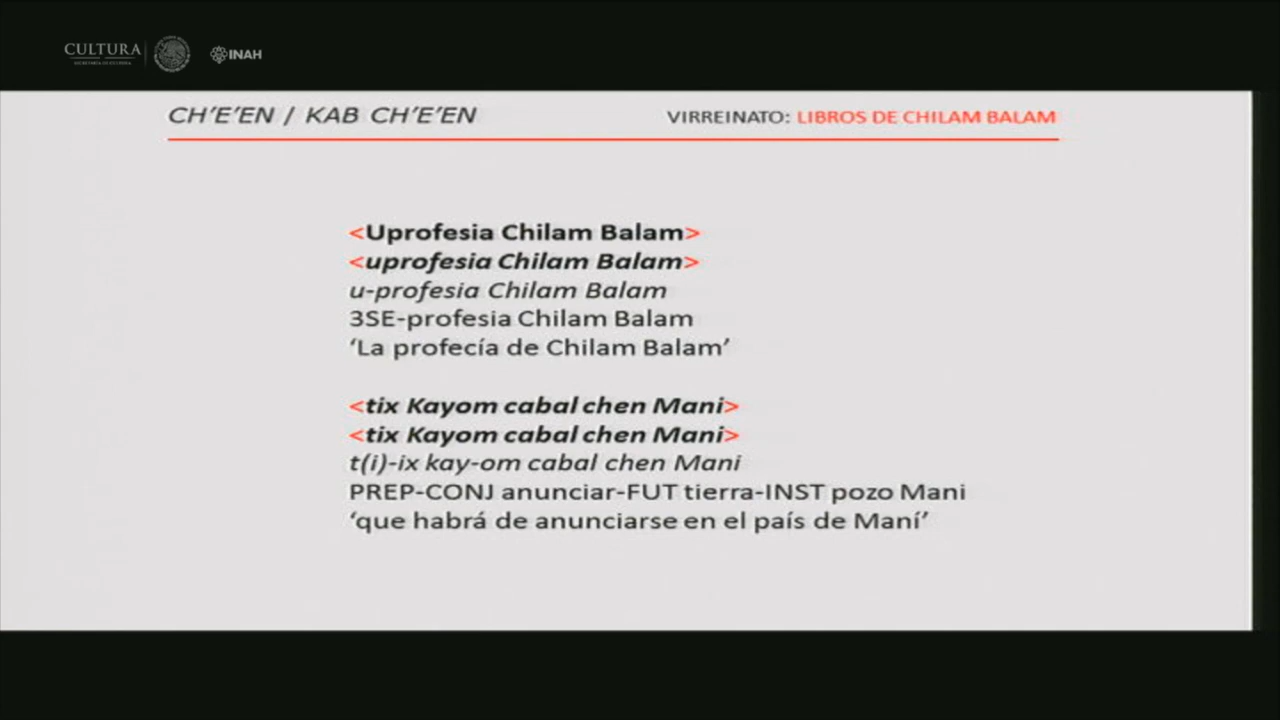 CULTURA
SECRETARÍA DE CULTURA
INAH
CH'E'EN / KAB CH'E'EN
VIRREINATO: LIBROS DE CHILAM BALAM
<Uprofesia Chilam Balam>
<uprofesia Chilam Balam>
u-profesia Chilam Balam
3SE-profesia Chilam Balam
‘La profecía de Chilam Balam’
<tix Kayom cabal chen Mani>
<tix Kayom cabal chen Mani>
t(i)-ix kay-om cabal chen Mani
PREP-CONJ anunciar-FUT tierra-INST pozo Mani
‘que habrá de anunciarse en el país de Maní’